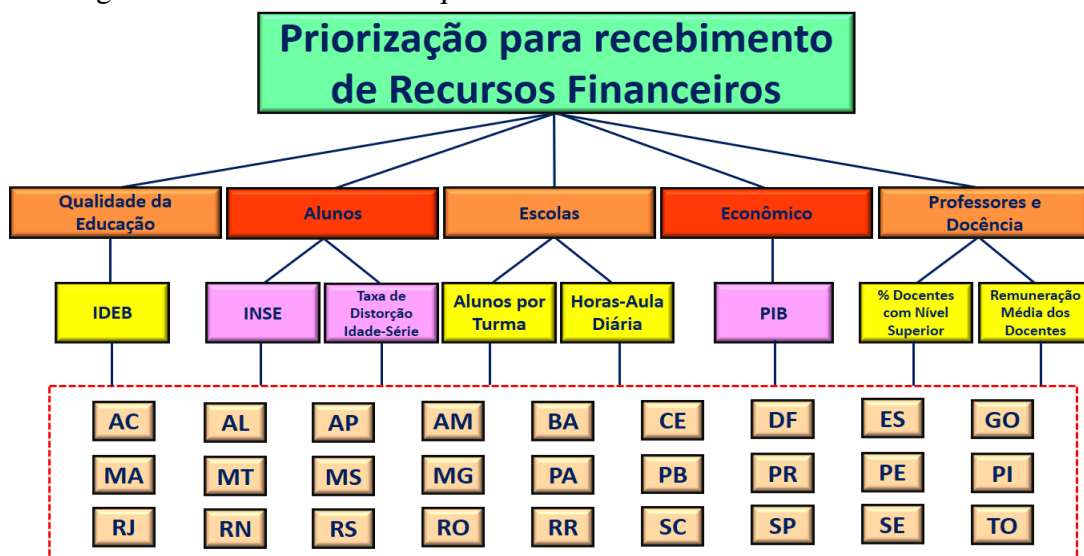 Priorização para recebimento
de Recursos Financeiros
Qualidade da
Educação
Alunos
Escolas
Econômico
Professores e
Docência
IDEB
INSE
Taxa de
Distorção
Idade-Série
Alunos por
Turma
Horas-Aula
Diária
PIB
% Docentes
com Nível
Superior
Remuneração
Média dos
Docentes
AC AL AP AM BA CE DF ES GO
MA MT MS MG PA PB PR PE PI
RJ RN RS RO RR SC SP SE TO